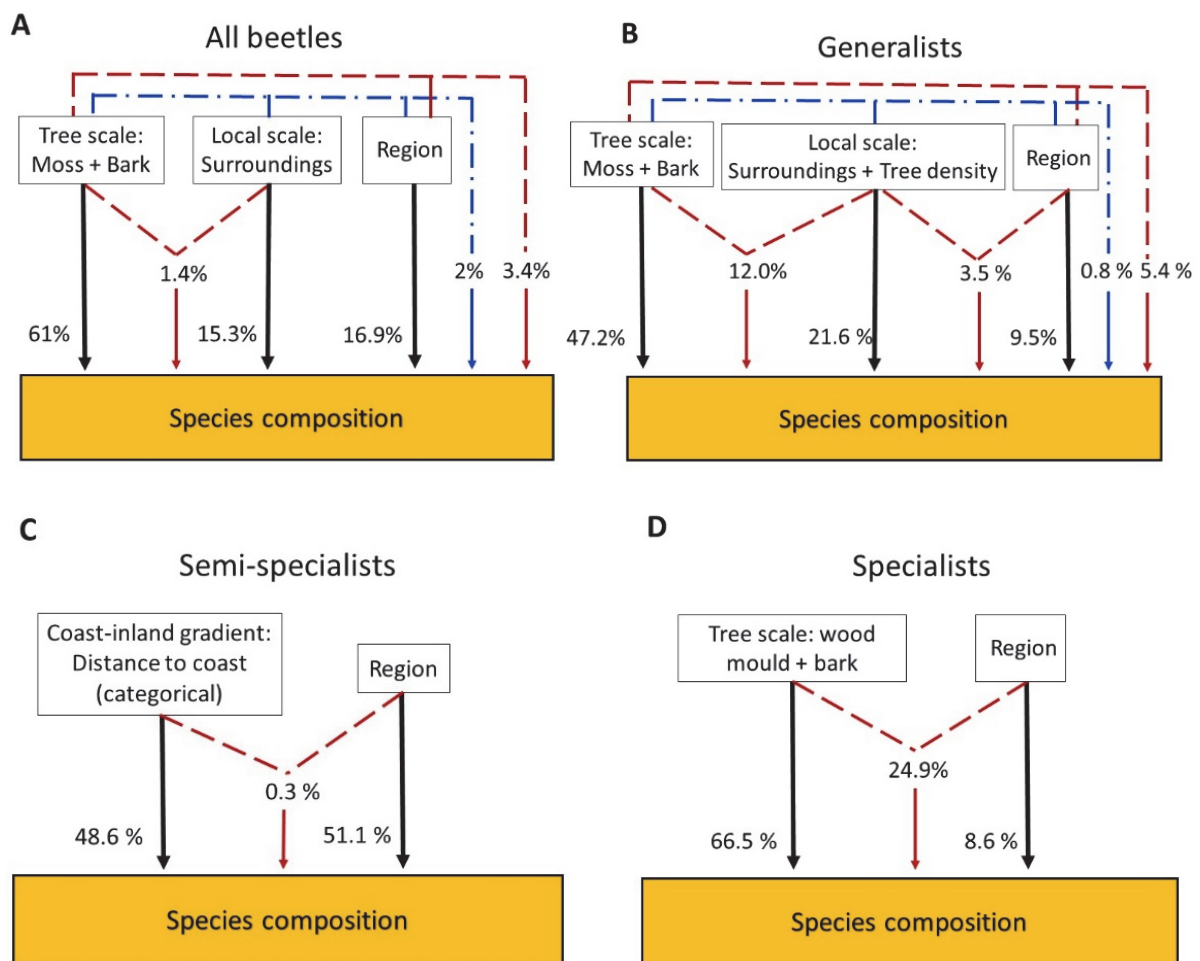 A
All beetles
Tree scale:
Moss + Bark
Local scale:
Surroundings
Region
1.4%
2%
3.4%
61%
15.3%
16.9%
Species composition
B
Generalists
Tree scale:
Moss + Bark
Local scale:
Surroundings + Tree density
Region
12.0%
3.5 %
0.8 %
5.4 %
47.2%
21.6 %
9.5%
Species composition
C
Semi-specialists
Coast-inland gradient:
Distance to coast
(categorical)
Region
0.3 %
48.6 %
51.1 %
Species composition
D
Specialists
Tree scale: wood
mould + bark
Region
24.9%
66.5 %
8.6 %
Species composition